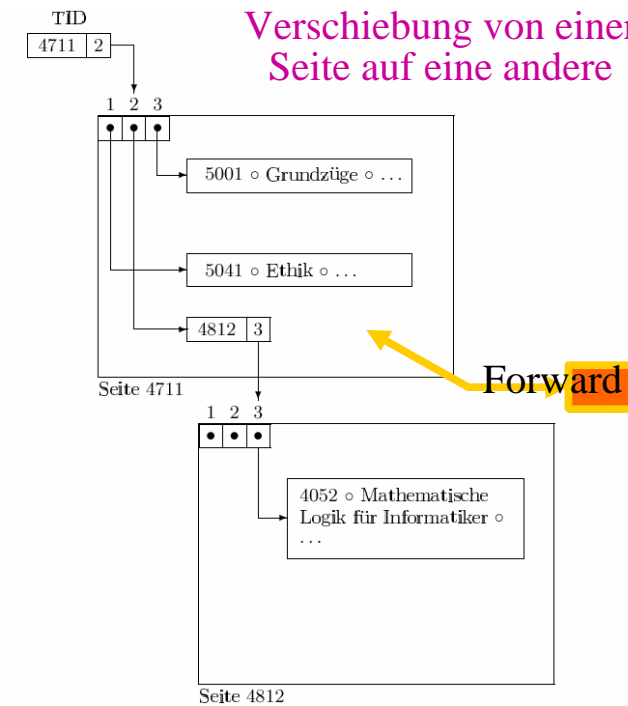 TID
4711 2
Verschiebung von einer
Seite auf eine andere
1 2 3
5001 ∘ Grundzüge ∘ ...
5041 ∘ Ethik ∘ ...
4812 3
Seite 4711
Forward
1 2 3
4052 ∘ Mathematische
Logik für Informatiker ∘
...
Seite 4812